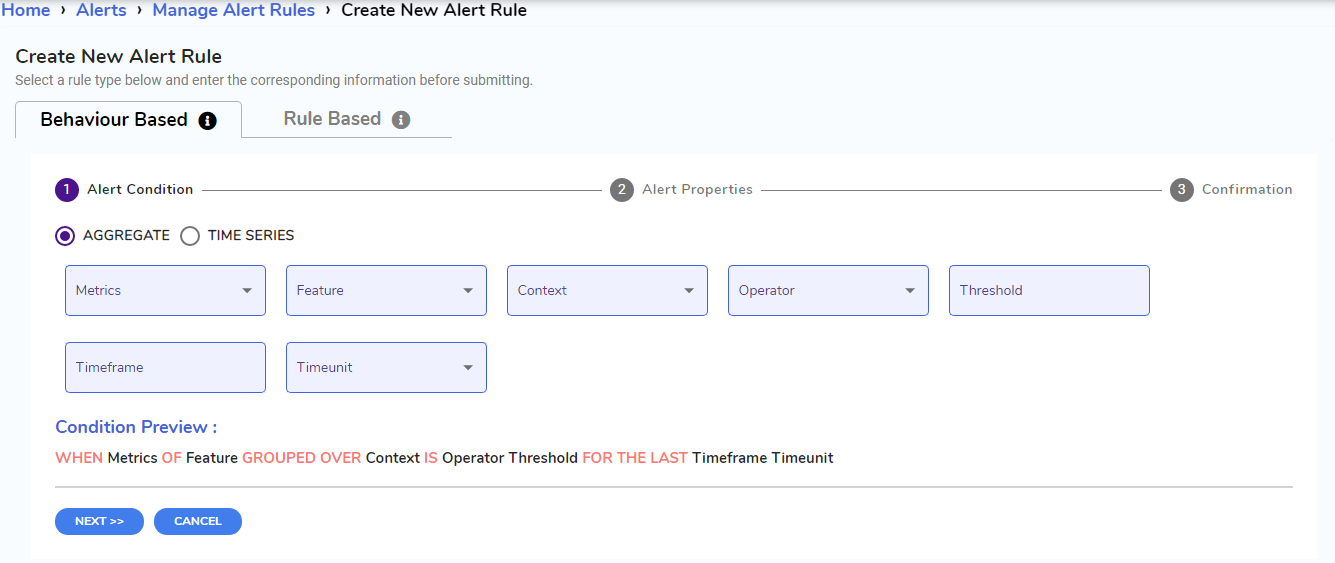 Home › Alerts › Manage Alert Rules › Create New Alert Rule
Create New Alert Rule
Select a rule type below and enter the corresponding information before submitting.
Behaviour Based i Rule Based i
1 Alert Condition 2 Alert Properties 3 Confirmation
AGGREGATE TIME SERIES
Metrics Feature Context Operator Threshold
Timeframe Timeunit
Condition Preview :
WHEN Metrics OF Feature GROUPED OVER Context IS Operator Threshold FOR THE LAST Timeframe Timeunit
NEXT >> CANCEL